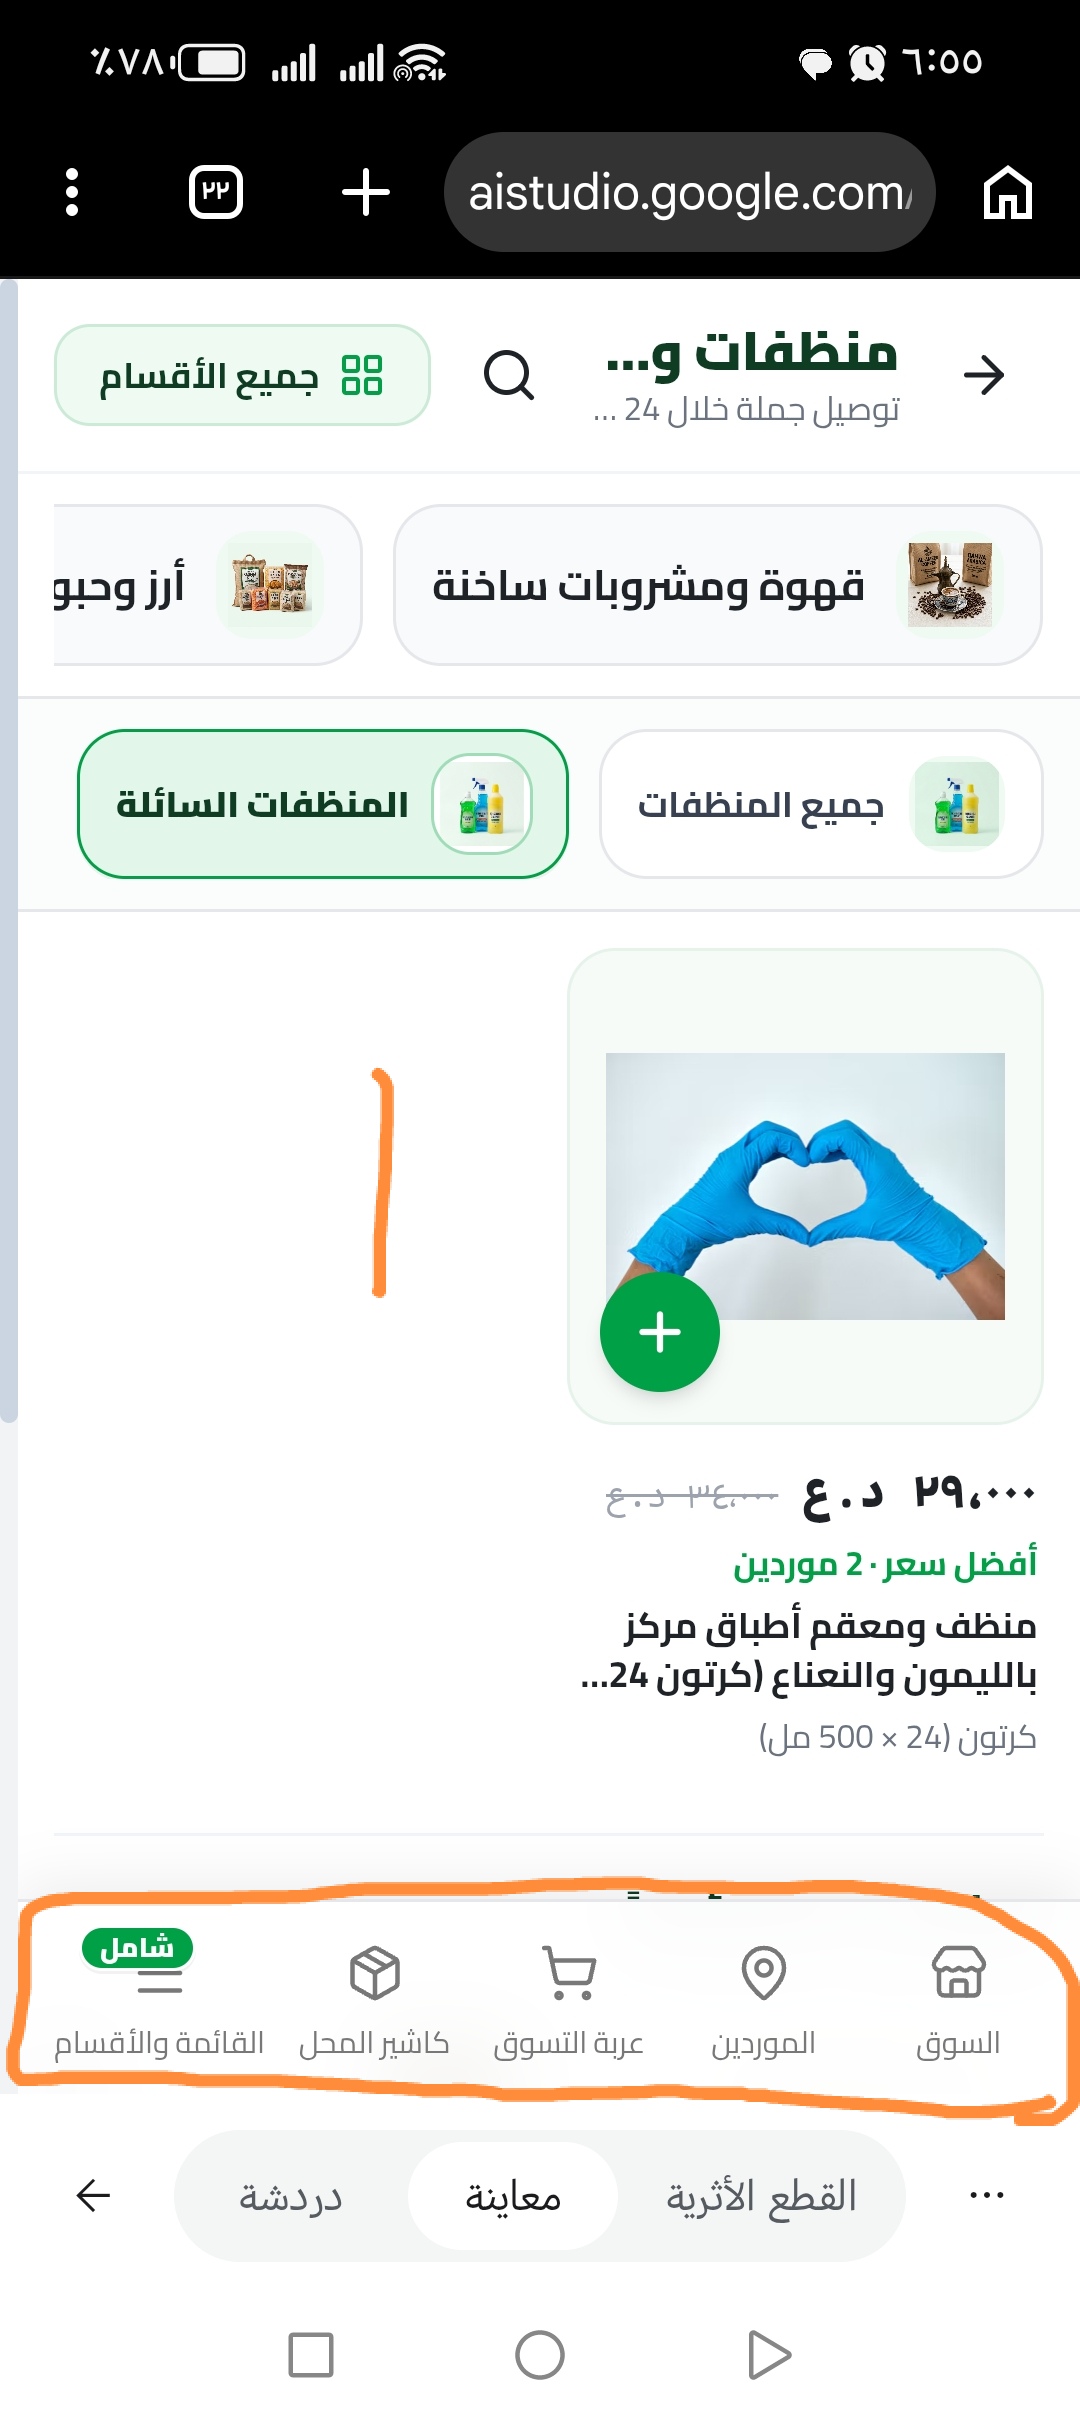 ٪٧٨
٦:٥٥
٢٢
aistudio.google.com/
منظفات و...
توصيل جملة خلال 24 ...
جميع الأقسام
قهوة ومشروبات ساخنة
أرز وحبو
جميع المنظفات
المنظفات السائلة
٢٩،٠٠٠ د.ع ٣٤،٠٠٠ د.ع
أفضل سعر · 2 موردين
منظف ومعقم أطباق مركز
بالليمون والنعناع (كرتون 24...
كرتون (24 × 500 مل)
شامل
السوق
الموردين
عربة التسوق
كاشير المحل
القائمة والأقسام
القطع الأثرية
معاينة
دردشة